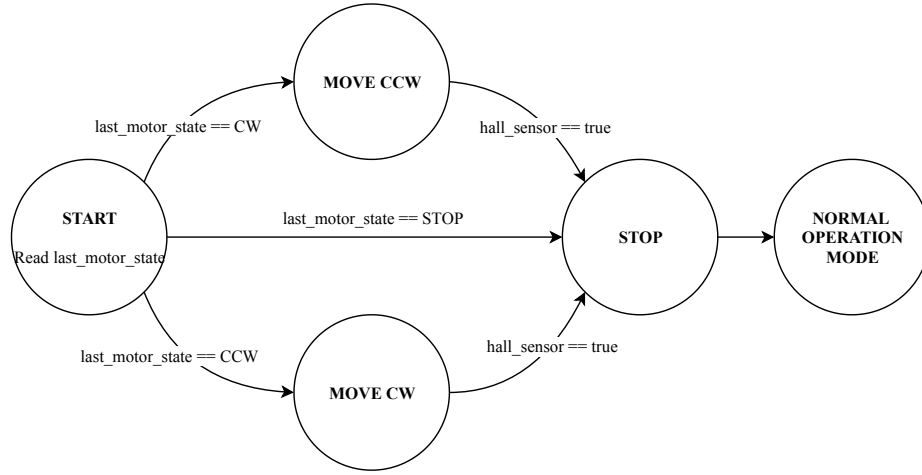 MOVE CCW
last_motor_state == CW
hall_sensor == true
START
Read last_motor_state
last_motor_state == STOP
STOP
NORMAL
OPERATION
MODE
last_motor_state == CCW
hall_sensor == true
MOVE CW